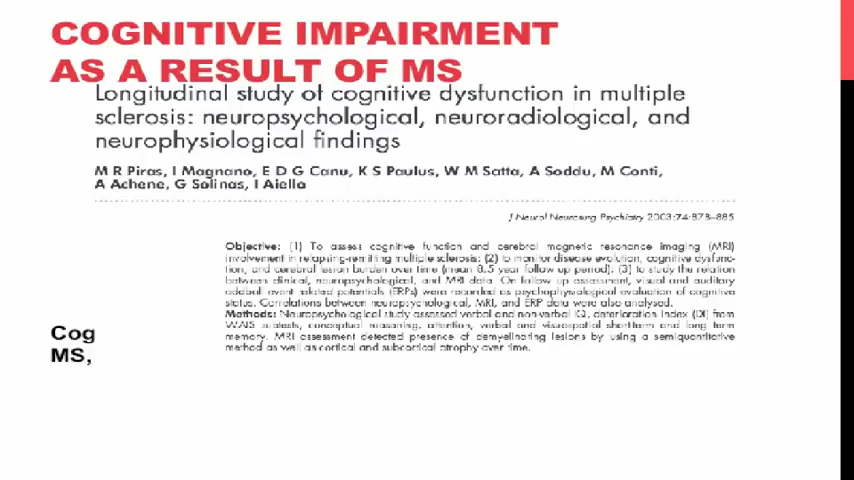 COGNITIVE IMPAIRMENT
AS A RESULT OF MS
Longitudinal study of cognitive dysfunction in multiple
sclerosis: neuropsychological, neuroradiological, and
neurophysiological findings
M R Piras, I Magnano, E D G Canu, K S Paulus, W M Satta, A Soddu, M Conti,
A Achene, G Solinas, I Aiello
J Neurol Neurosurg Psychiatry 2003;74:878–885
Objective: (1) To assess cognitive function and cerebral magnetic resonance imaging (MRI)
involvement in relapsing-remitting multiple sclerosis; (2) to monitor disease evolution, cognitive dysfunc-
tion, and cerebral lesion burden over time (mean 8.5 year follow up period); (3) to study the relation
between clinical, neuropsychological, and MRI data. On follow up assessment, visual and auditory
oddball event related potentials (ERPs) were recorded as psychophysiological evaluation of cognitive
status. Correlations between neuropsychological, MRI, and ERP data were also analysed.
Methods: Neuropsychological study assessed verbal and non-verbal IQ, deterioration index (DI) from
WAIS subtests, conceptual reasoning, attention, verbal and visuospatial short-term and long term
memory. MRI assessment detected presence of demyelinating lesions by using a semiquantitative
method as well as cortical and subcortical atrophy over time.
Cog
MS,